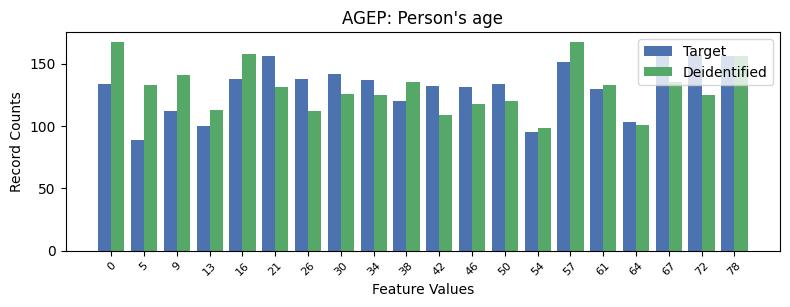 AGEP: Person's age
Target
Deidentified
Record Counts
150
100
50
0
0 5 9 13 16 21 26 30 34 38 42 46 50 54 57 61 64 67 72 78
Feature Values